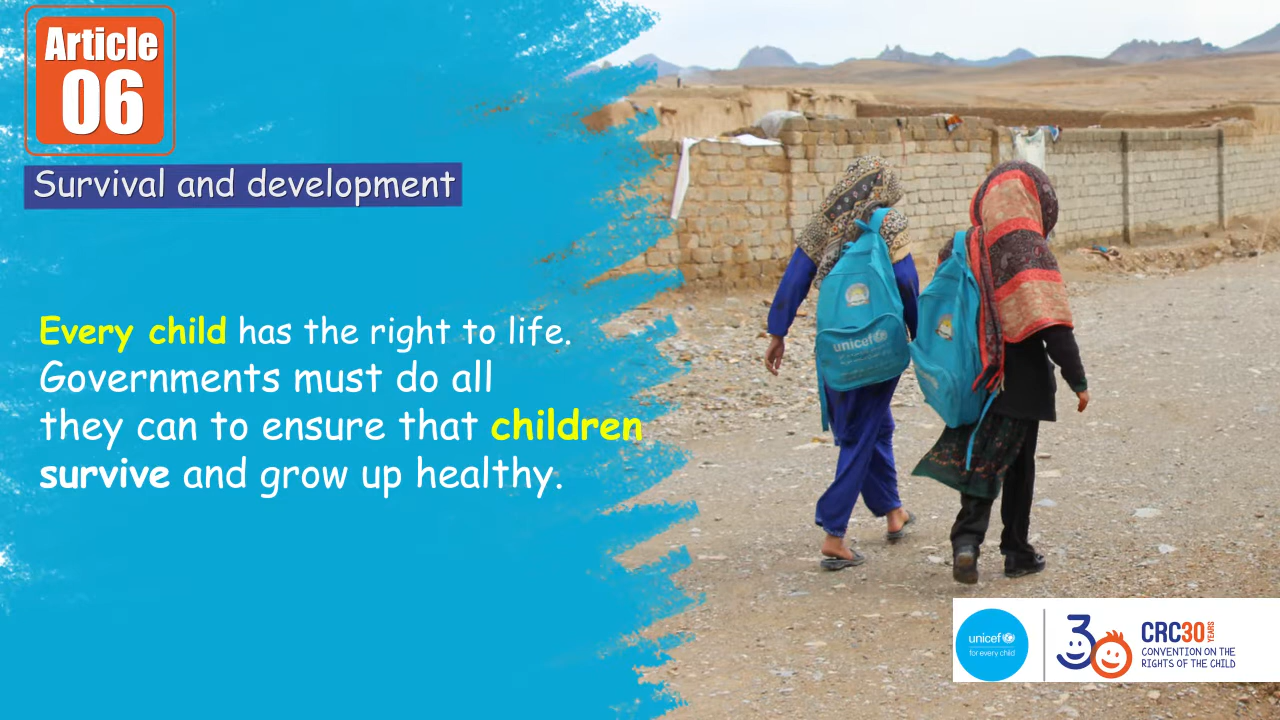 Article
06
Survival and development
Every child has the right to life.
Governments must do all
they can to ensure that children
survive and grow up healthy.
unicef
unicef
for every child
30
CRC30 YEARS
CONVENTION ON THE
RIGHTS OF THE CHILD